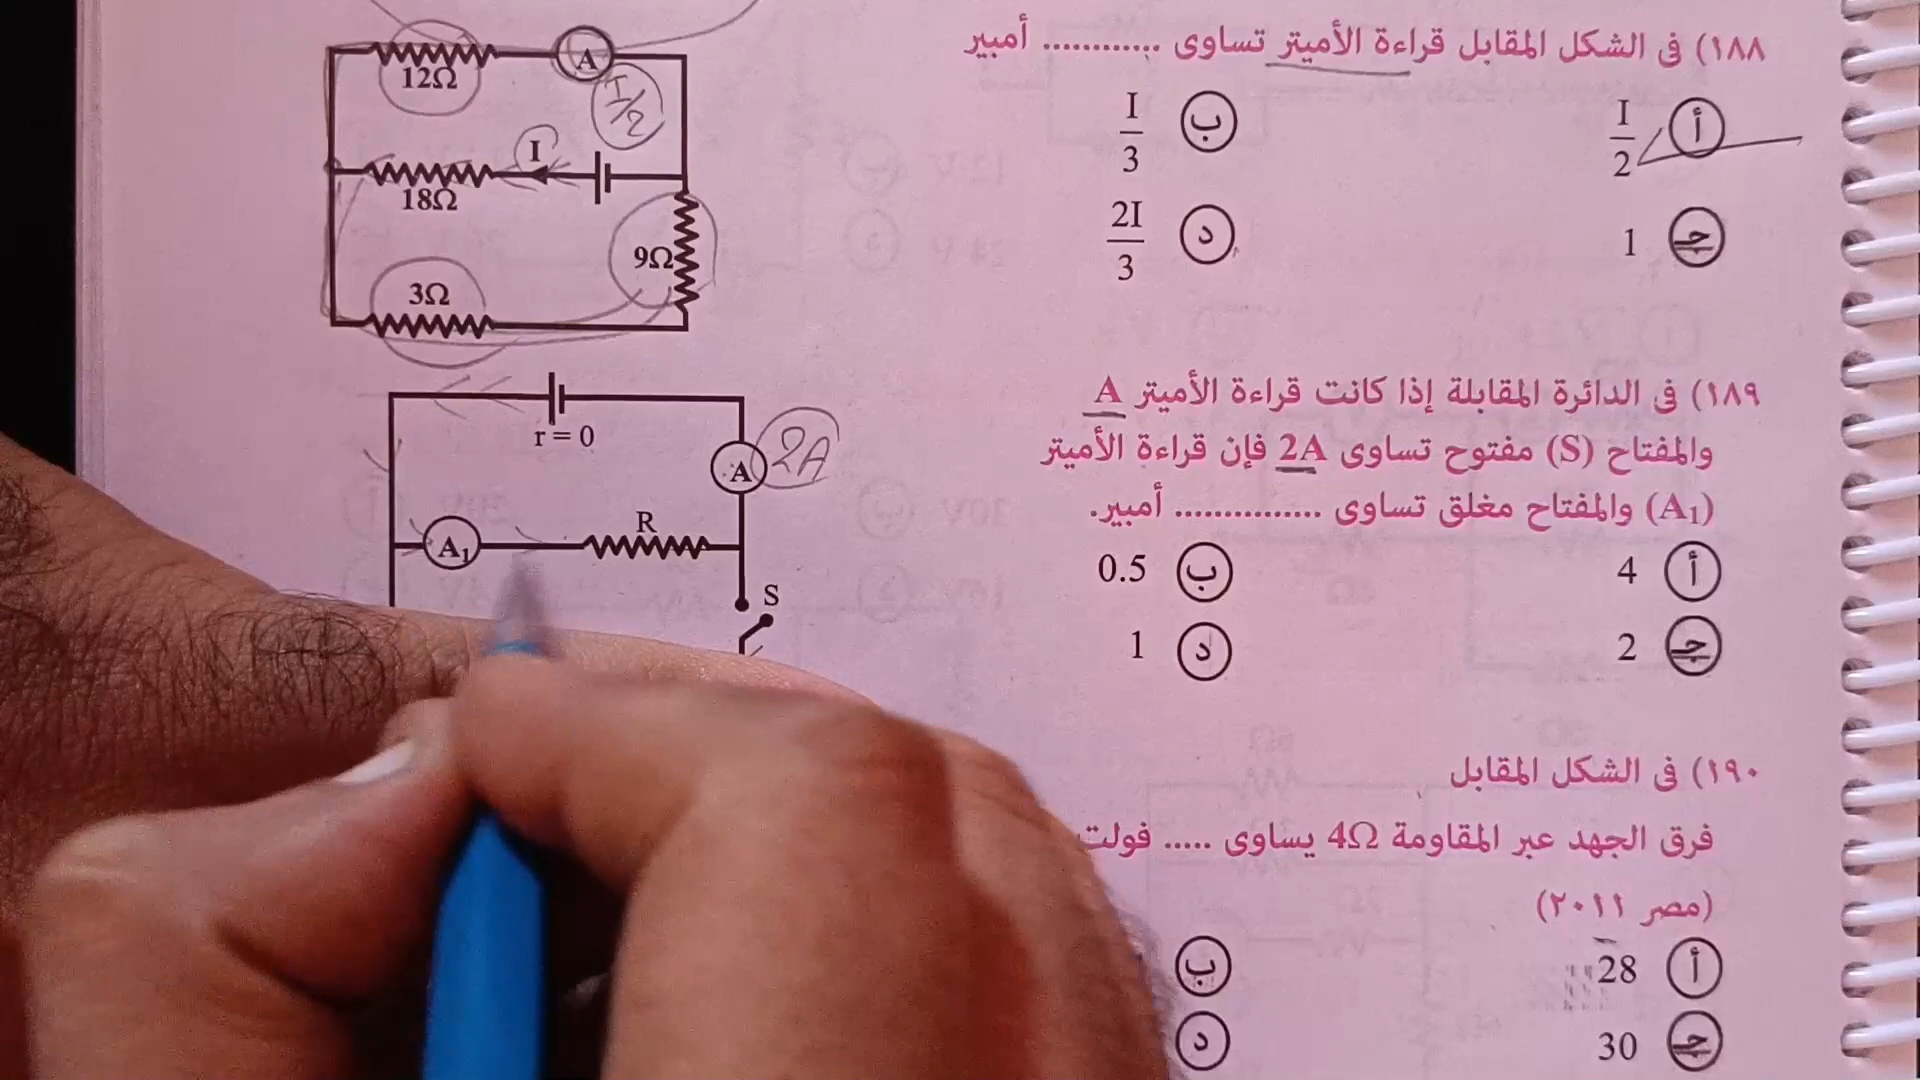 ١٨٨) فى الشكل المقابل قراءة الأميتر تساوى ............ أمبير
أ I/2
ب I/3
جـ 1
د 2I/3
12Ω
A
I/2
I
18Ω
9Ω
3Ω
١٨٩) فى الدائرة المقابلة إذا كانت قراءة الأميتر A
والمفتاح (S) مفتوح تساوى 2A فإن قراءة الأميتر
(A₁) والمفتاح مغلق تساوى ............... أمبير.
أ 4
ب 0.5
جـ 2
د 1
r = 0
A
2A
R
A₁
S
١٩٠) فى الشكل المقابل
فرق الجهد عبر المقاومة 4Ω يساوى ..... فولت
(مصر ٢٠١١)
أ 28
ب
جـ 30
د